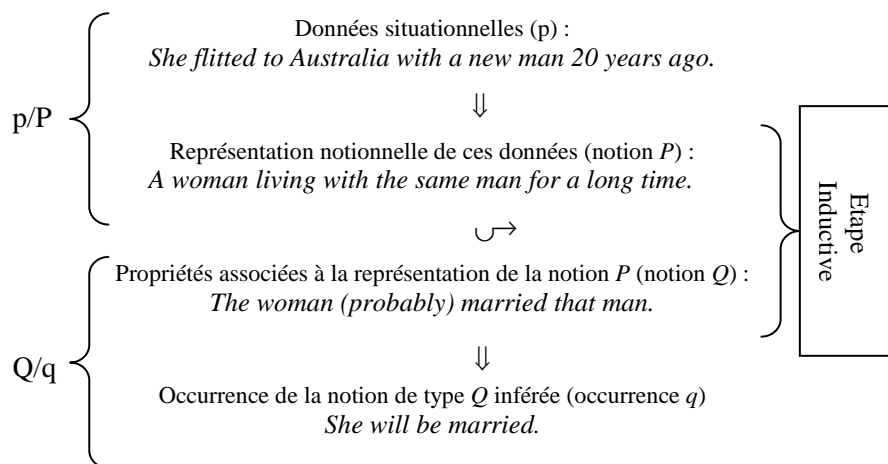 Données situationnelles (p) :
She flitted to Australia with a new man 20 years ago.
p/P
⇓
Représentation notionnelle de ces données (notion P) :
A woman living with the same man for a long time.
Etape
Inductive
Propriétés associées à la représentation de la notion P (notion Q) :
The woman (probably) married that man.
Q/q
⇓
Occurrence de la notion de type Q inférée (occurrence q)
She will be married.